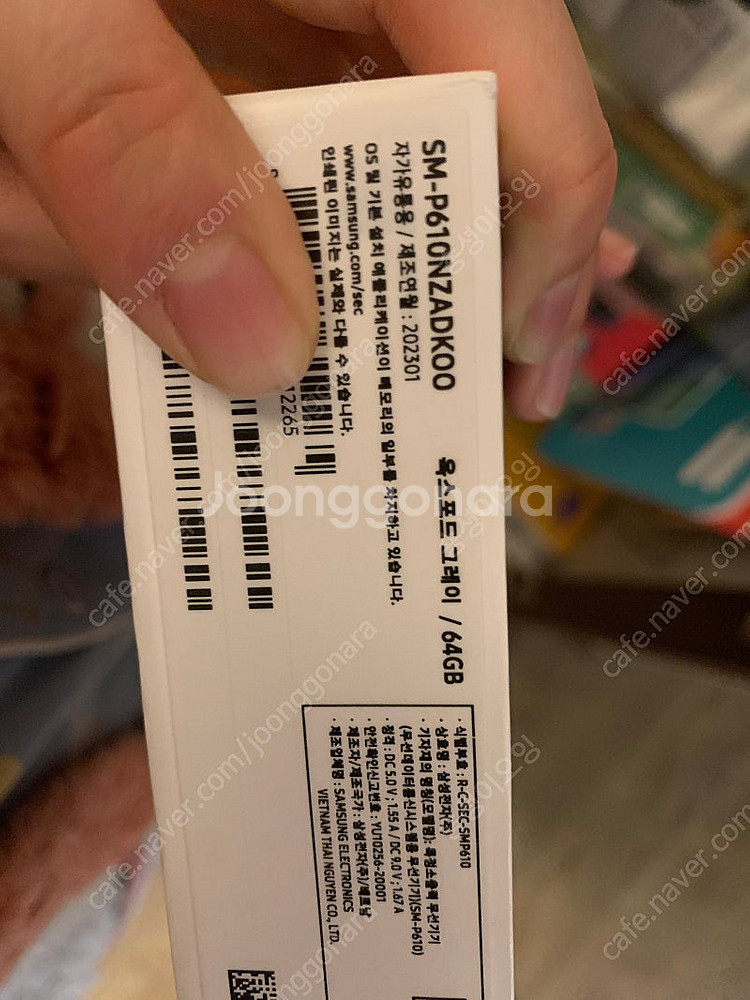 SM-P610NZADKOO 옥스포드 그레이 / 64GB
자가유통용 / 제조연월 : 202301
OS 및 기본 설치 애플리케이션이 메모리의 일부를 차지하고 있습니다.
www.samsung.com/sec
인쇄된 이미지는 실제와 다를 수 있습니다.
12265
· 식별부호 : R-C-SEC-SMP610
· 상호명 : 삼성전자(주)
· 기자재의 명칭(모델명): 특정소출력 무선기기
(무선데이터통신시스템용 무선기기)(SM-P610)
· 정격 : DC 5.0 V ; 1.55 A / DC 9.0 V ; 1.67 A
· 안전확인신고번호 : YU10256-20001
· 제조자/제조국가 : 삼성전자(주)/베트남
· 제조업체명 : SAMSUNG ELECTRONICS
VIETNAM THAI NGUYEN CO., LTD.
Joonggonara
cafe.naver.com/joonggonara